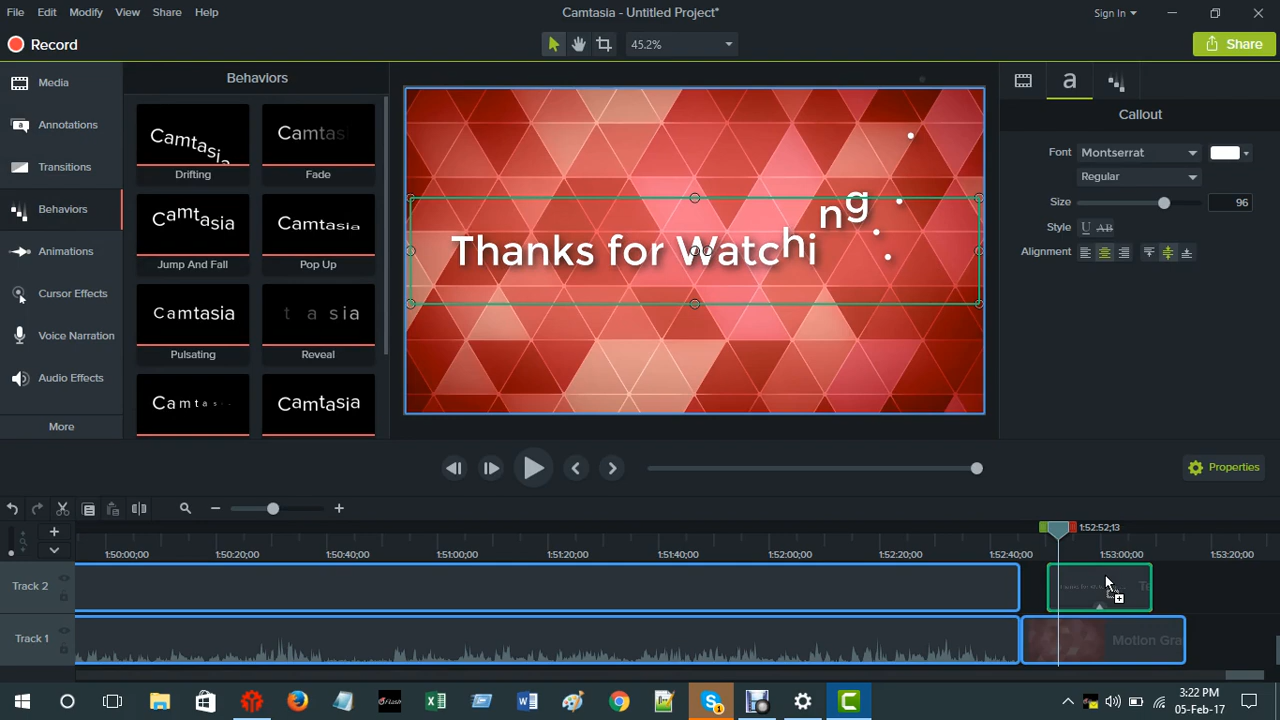 File Edit Modify View Share Help
Camtasia - Untitled Project*
Sign In
Record
45.2%
Share
Media
Annotations
Transitions
Behaviors
Animations
Cursor Effects
Voice Narration
Audio Effects
More
Behaviors
Camtasia
Camtas
Drifting
Fade
Camtasia
Camtasia
Jump And Fall
Pop Up
Camtasia
t a sia
Pulsating
Reveal
Camtas
Camtasia
Thanks for Watching
Callout
Font
Montserrat
Regular
Size
96
Style
U AB
Alignment
Properties
1:52:52;13
1:50:00;00
1:50:20;00
1:50:40;00
1:51:00;00
1:51:20;00
1:51:40;00
1:52:00;00
1:52:20;00
1:52:40;00
1:53:00;00
1:53:20;00
Track 2
Track 1
Motion Gra
3:22 PM
05-Feb-17